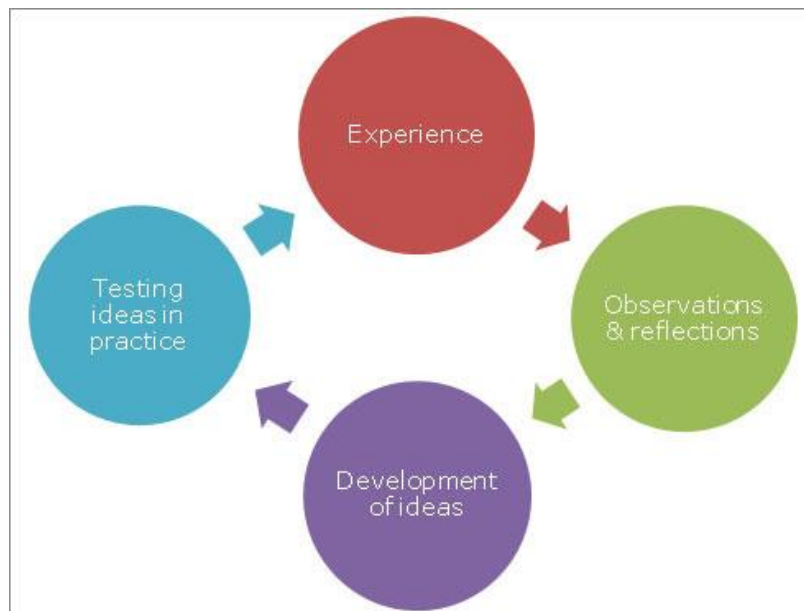 Experience
Observations
& reflections
Development
of ideas
Testing
ideas in
practice